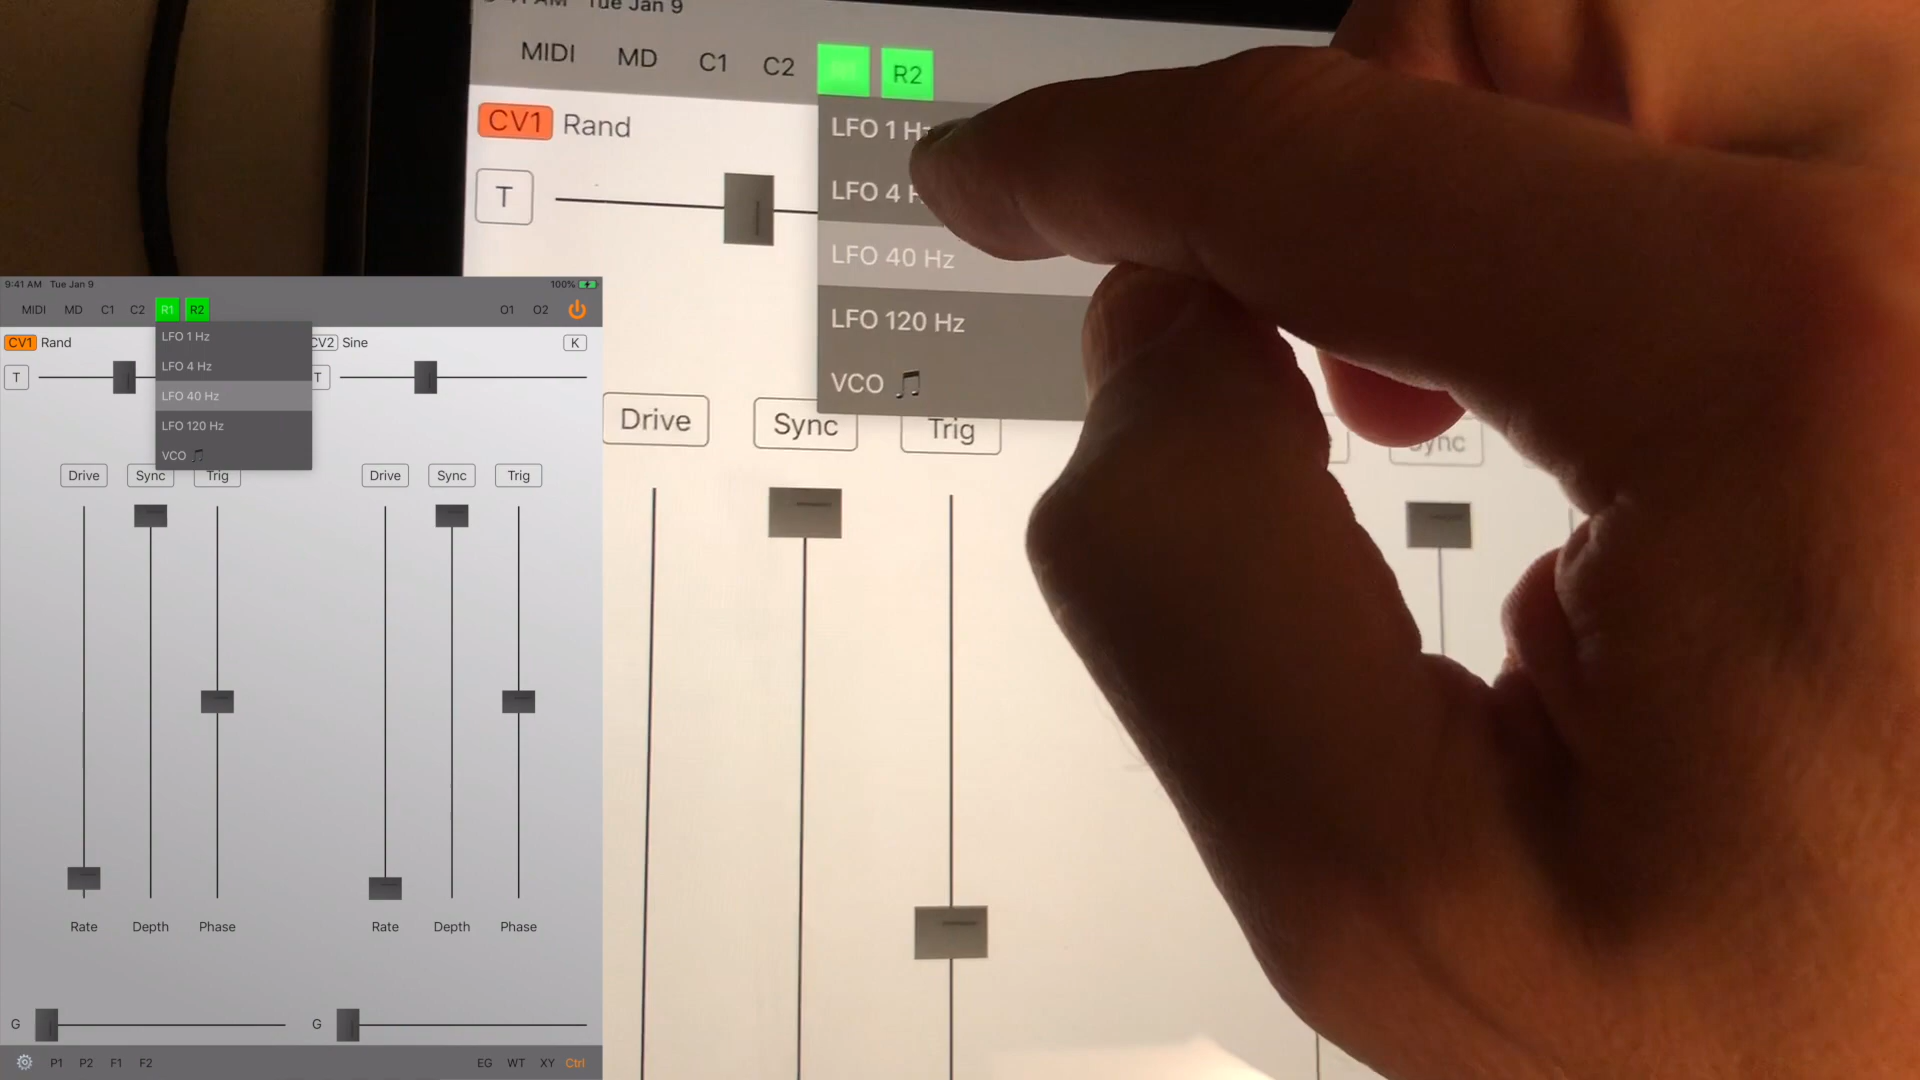 Tue Jan 9
MIDI MD C1 C2 R2
CV1 Rand
T
LFO 1 Hz
LFO 4 H
LFO 40 Hz
LFO 120 Hz
VCO 🎵
Drive Sync Trig
9:41 AM Tue Jan 9 100%
MIDI MD C1 C2 R1 R2 O1 O2
CV1 Rand CV2 Sine K
T T
LFO 1 Hz
LFO 4 Hz
LFO 40 Hz
LFO 120 Hz
VCO 🎵
Drive Sync Trig Drive Sync Trig
Rate Depth Phase Rate Depth Phase
G G
P1 P2 F1 F2 EG WT XY Ctrl